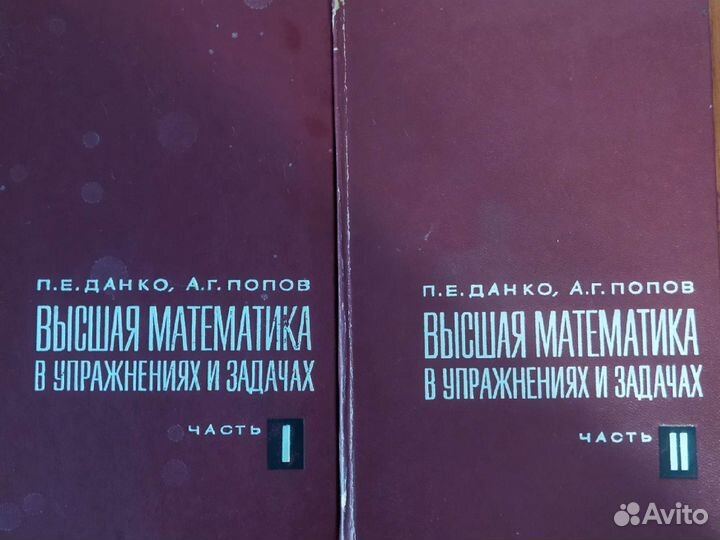 П.Е.ДАНКО, А.Г.ПОПОВ
ВЫСШАЯ МАТЕМАТИКА
В УПРАЖНЕНИЯХ И ЗАДАЧАХ
ЧАСТЬ I
П.Е.ДАНКО, А.Г.ПОПОВ
ВЫСШАЯ МАТЕМАТИКА
В УПРАЖНЕНИЯХ И ЗАДАЧАХ
ЧАСТЬ II
Avito